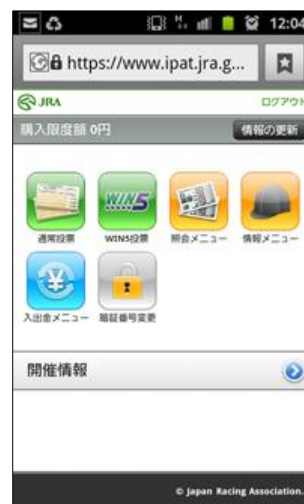 12:04
https://www.ipat.jra.g...
JRA
ログアウト
購入限度額 0円
情報の更新
WIN5
通常投票
WIN5投票
照会メニュー
情報メニュー
¥
入出金メニュー
暗証番号変更
開催情報
© Japan Racing Association.